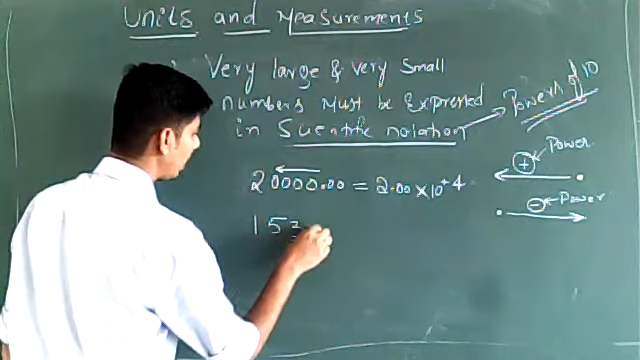 Units and Measurements
Very large & very Small
numbers Must be Expressed
in Scientific notation
Powers of 10
20000.00 = 2.00 × 10⁺⁴
+ Power
- Power
153